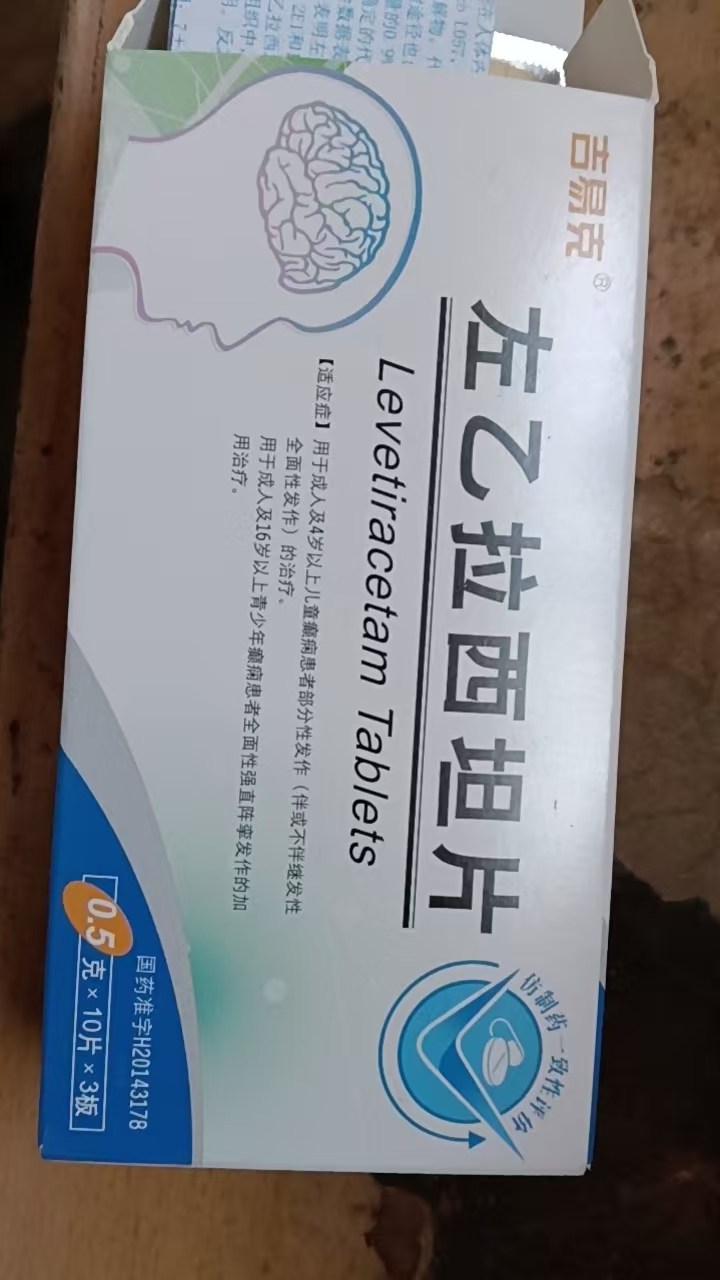 吉易克®
左乙拉西坦片
Levetiracetam Tablets
【适应症】用于成人及4岁以上儿童癫痫患者部分性发作（伴或不伴继发性
全面性发作）的治疗。
用于成人及16岁以上青少年癫痫患者全面性强直阵挛发作的加
用治疗。
仿制药一致性评价
国药准字H20143178
0.5克×10片×3板